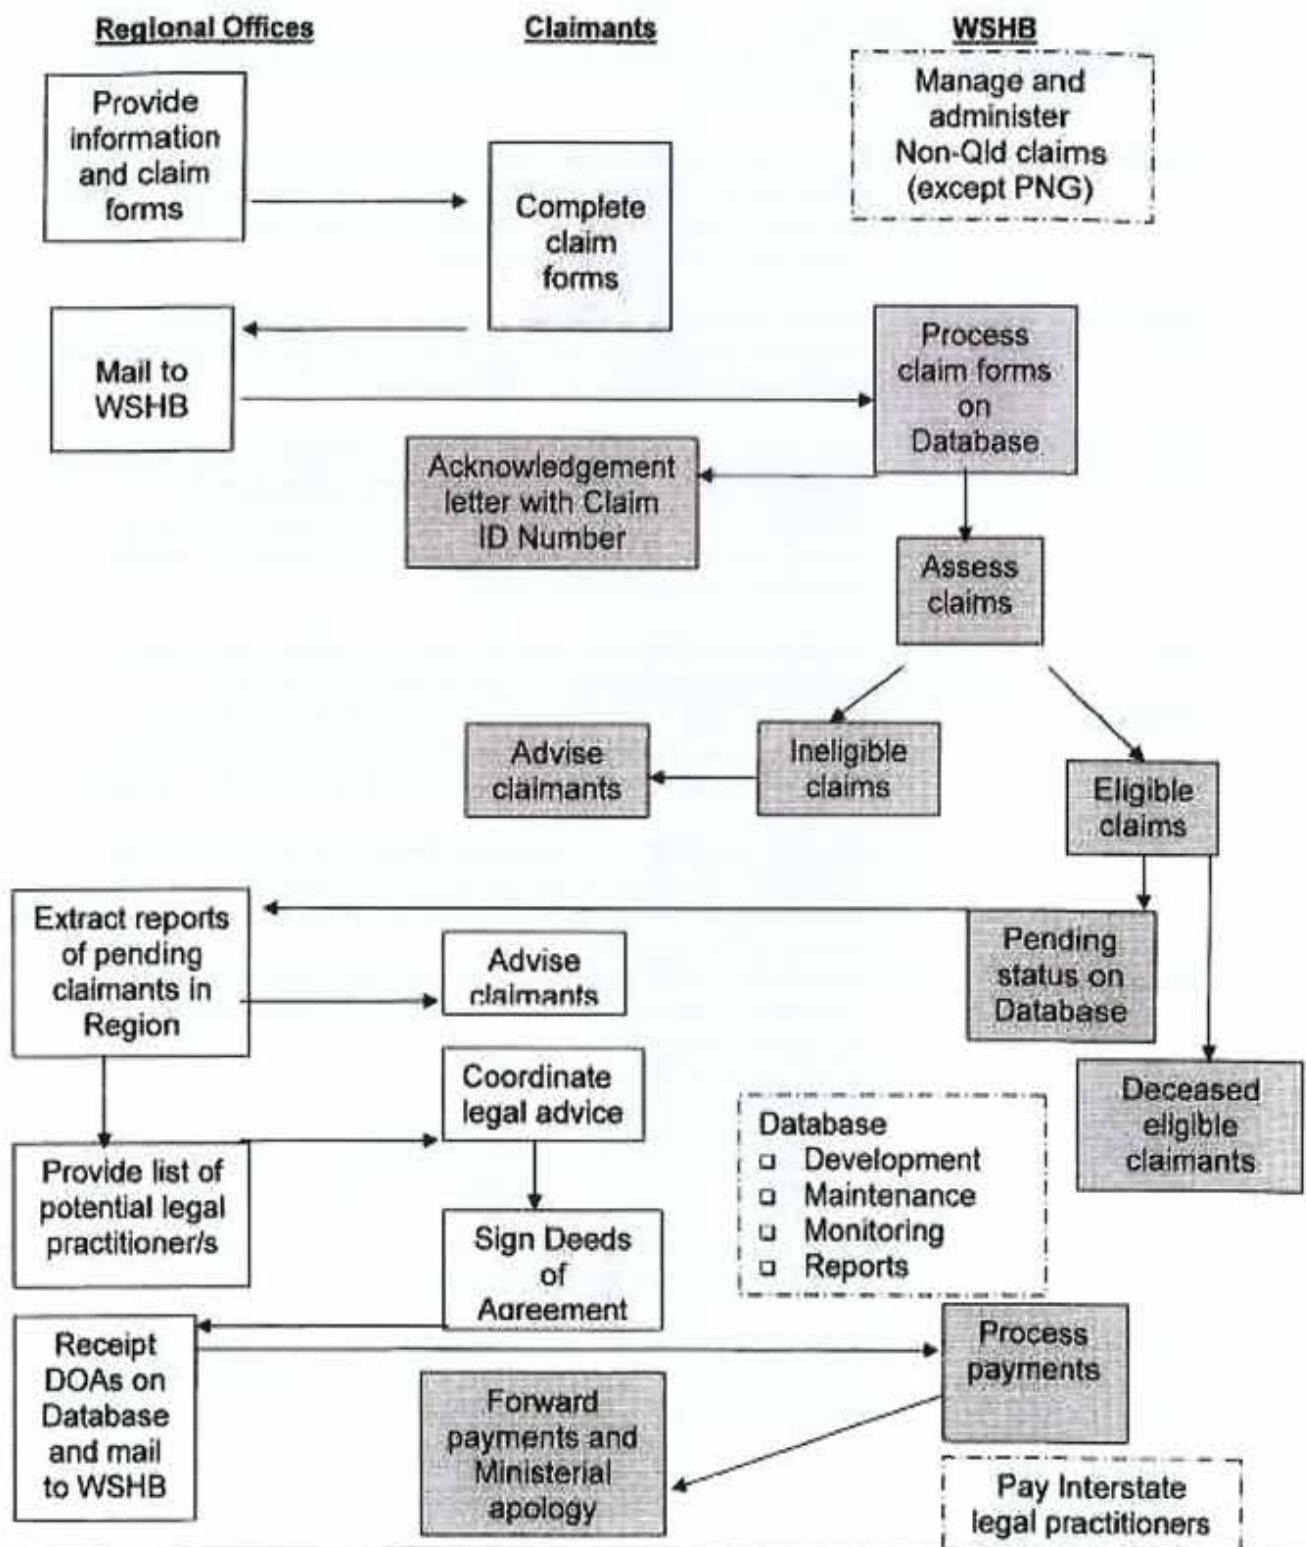 Regional Offices
Claimants
WSHB
Provide
information
and claim
forms
Complete
claim
forms
Manage and
administer
Non-Qld claims
(except PNG)
Mail to
WSHB
Process
claim forms
on
Database
Acknowledgement
letter with Claim
ID Number
Assess
claims
Advise
claimants
Ineligible
claims
Eligible
claims
Extract reports
of pending
claimants in
Region
Advise
claimants
Pending
status on
Database
Coordinate
legal advice
Deceased
eligible
claimants
Database
Development
Maintenance
Monitoring
Reports
Provide list of
potential legal
practitioner/s
Sign Deeds
of
Agreement
Receipt
DOAs on
Database
and mail
to WSHB
Process
payments
Forward
payments and
Ministerial
apology
Pay Interstate
legal practitioners